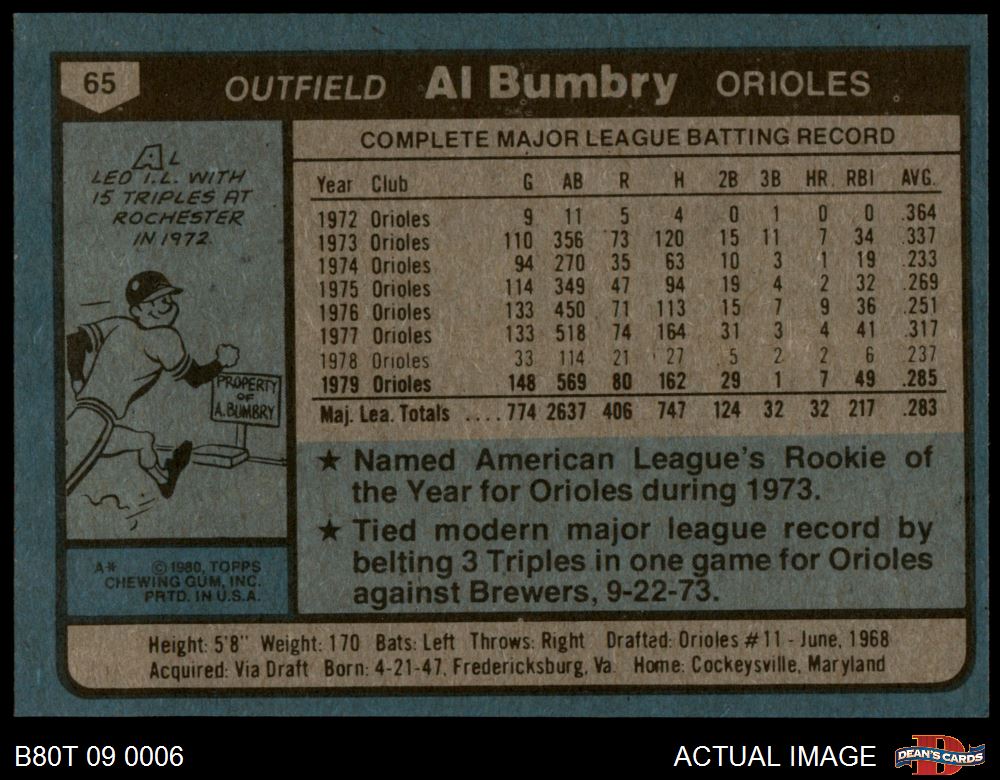 65 OUTFIELD Al Bumbry ORIOLES
AL
LED I.L. WITH
15 TRIPLES AT
ROCHESTER
IN 1972.
PROPERTY
OF
A. BUMBRY
A* © 1980, TOPPS
CHEWING GUM, INC.
PRTD. IN U.S.A.
COMPLETE MAJOR LEAGUE BATTING RECORD
Year Club G AB R H 2B 3B HR RBI AVG.
1972 Orioles 9 11 5 4 0 1 0 0 .364
1973 Orioles 110 356 73 120 15 11 7 34 .337
1974 Orioles 94 270 35 63 10 3 1 19 .233
1975 Orioles 114 349 47 94 19 4 2 32 .269
1976 Orioles 133 450 71 113 15 7 9 36 .251
1977 Orioles 133 518 74 164 31 3 4 41 .317
1978 Orioles 33 114 21 27 5 2 2 6 .237
1979 Orioles 148 569 80 162 29 1 7 49 .285
Maj. Lea. Totals ....774 2637 406 747 124 32 32 217 .283
★ Named American League's Rookie of
the Year for Orioles during 1973.
★ Tied modern major league record by
belting 3 Triples in one game for Orioles
against Brewers, 9-22-73.
Height: 5'8" Weight: 170 Bats: Left Throws: Right Drafted: Orioles #11 - June, 1968
Acquired: Via Draft Born: 4-21-47, Fredericksburg, Va. Home: Cockeysville, Maryland
B80T 09 0006 ACTUAL IMAGE DEAN'S CARDS